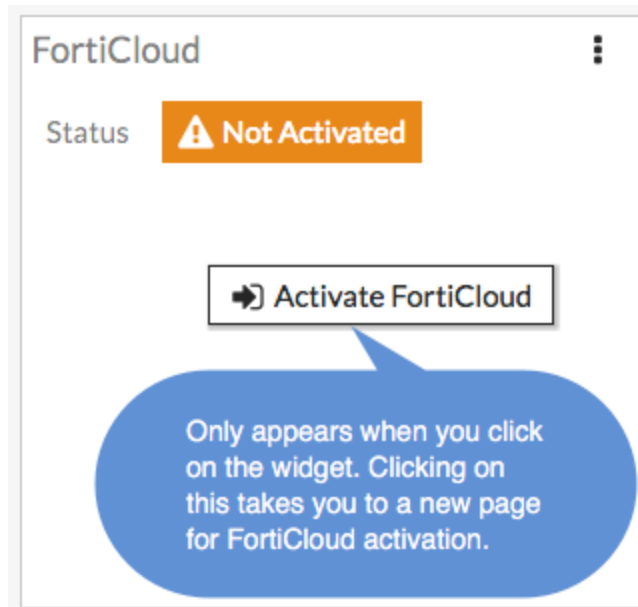 FortiCloud
Status Not Activated
Activate FortiCloud
Only appears when you click
on the widget. Clicking on
this takes you to a new page
for FortiCloud activation.